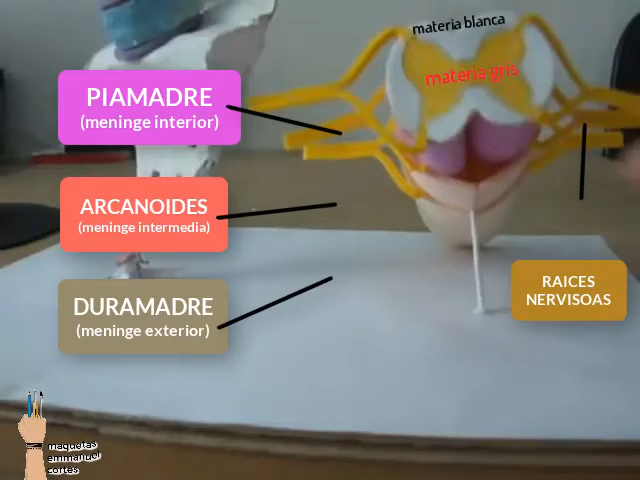 materia blanca
materia gris
PIAMADRE
(meninge interior)
ARCANOIDES
(meninge intermedia)
DURAMADRE
(meninge exterior)
RAICES
NERVISOAS
maquetas
emmanuel
cortes